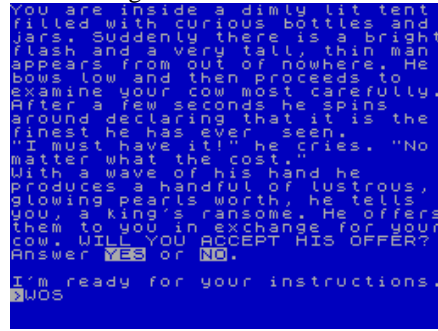 You are inside a dimly lit tent
filled with curious bottles and
jars. Suddenly there is a bright
flash and a very tall, thin man
appears from out of nowhere. He
bows low and then proceeds to
examine your cow most carefully.
After a few seconds he spins
around declaring that it is the
finest he has ever  seen.
"I must have it!" he cries. "No
matter what the cost."
With a wave of his hand he
produces a handful of lustrous,
glowing pearls worth, he tells
you, a King's ransome. He offers
them to you in exchange for your
cow. WILL YOU ACCEPT HIS OFFER?
Answer YES or NO.
I'm ready for your instructions.
>WOS